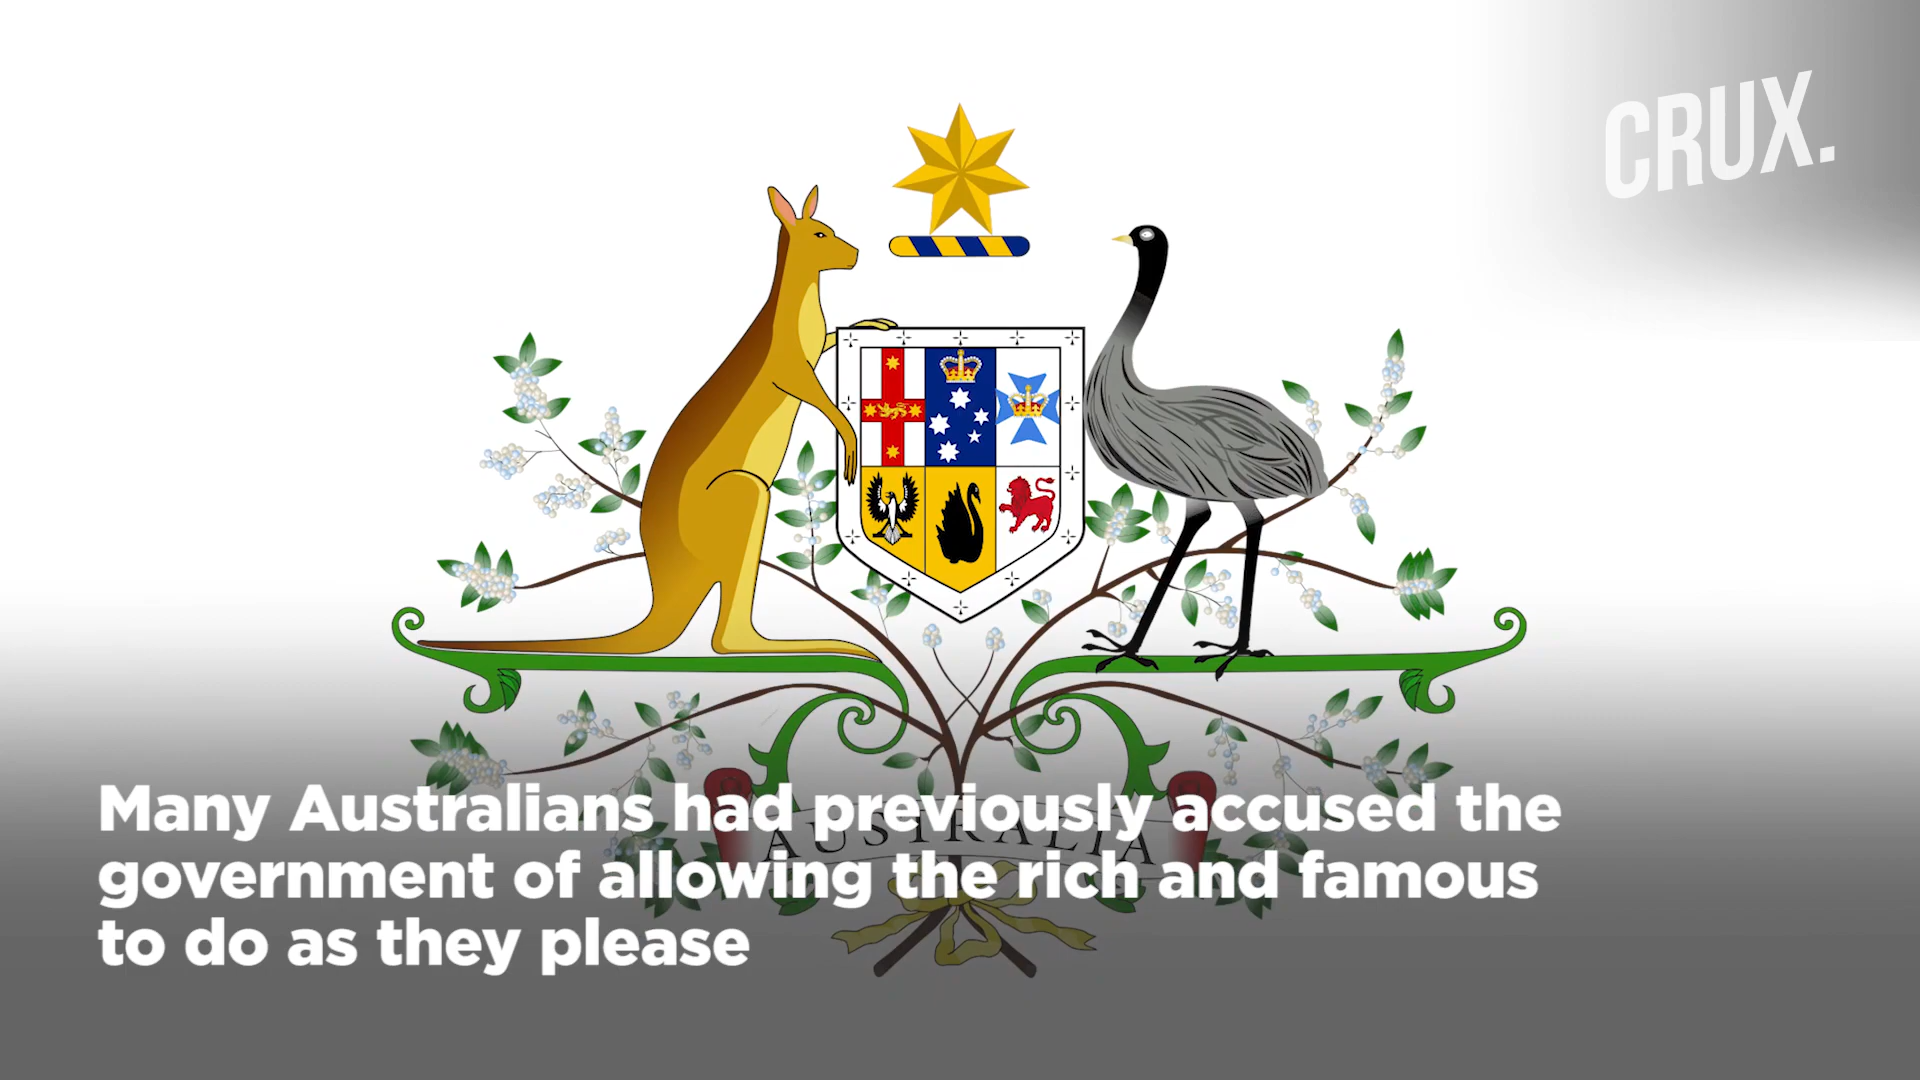 CRUX.
AUSTRALIA
Many Australians had previously accused the
government of allowing the rich and famous
to do as they please